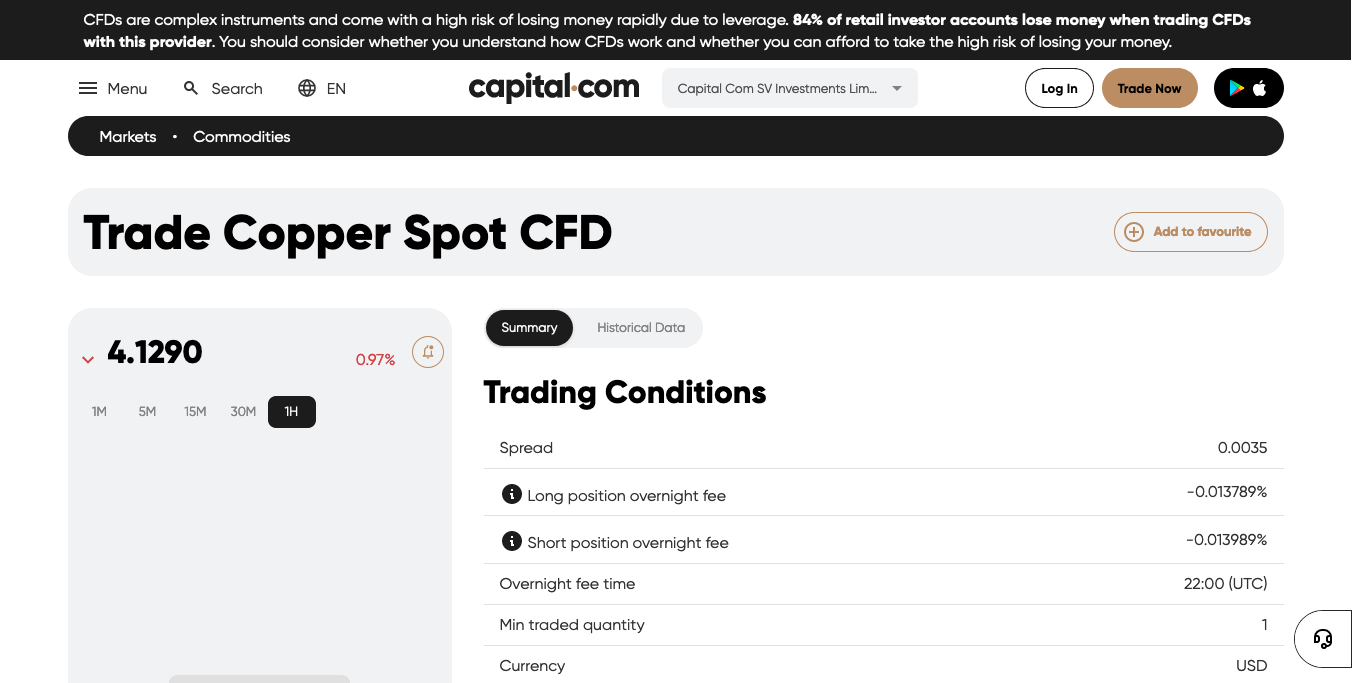 CFDs are complex instruments and come with a high risk of losing money rapidly due to leverage. 84% of retail investor accounts lose money when trading CFDs
with this provider. You should consider whether you understand how CFDs work and whether you can afford to take the high risk of losing your money.
Menu
Search
EN
capital.com
Capital Com SV Investments Lim...
Log In
Trade Now
Markets • Commodities
Trade Copper Spot CFD
Add to favourite
4.1290
0.97%
1M 5M 15M 30M 1H
Summary
Historical Data
Trading Conditions
Spread 0.0035
Long position overnight fee -0.013789%
Short position overnight fee -0.013989%
Overnight fee time 22:00 (UTC)
Min traded quantity 1
Currency USD